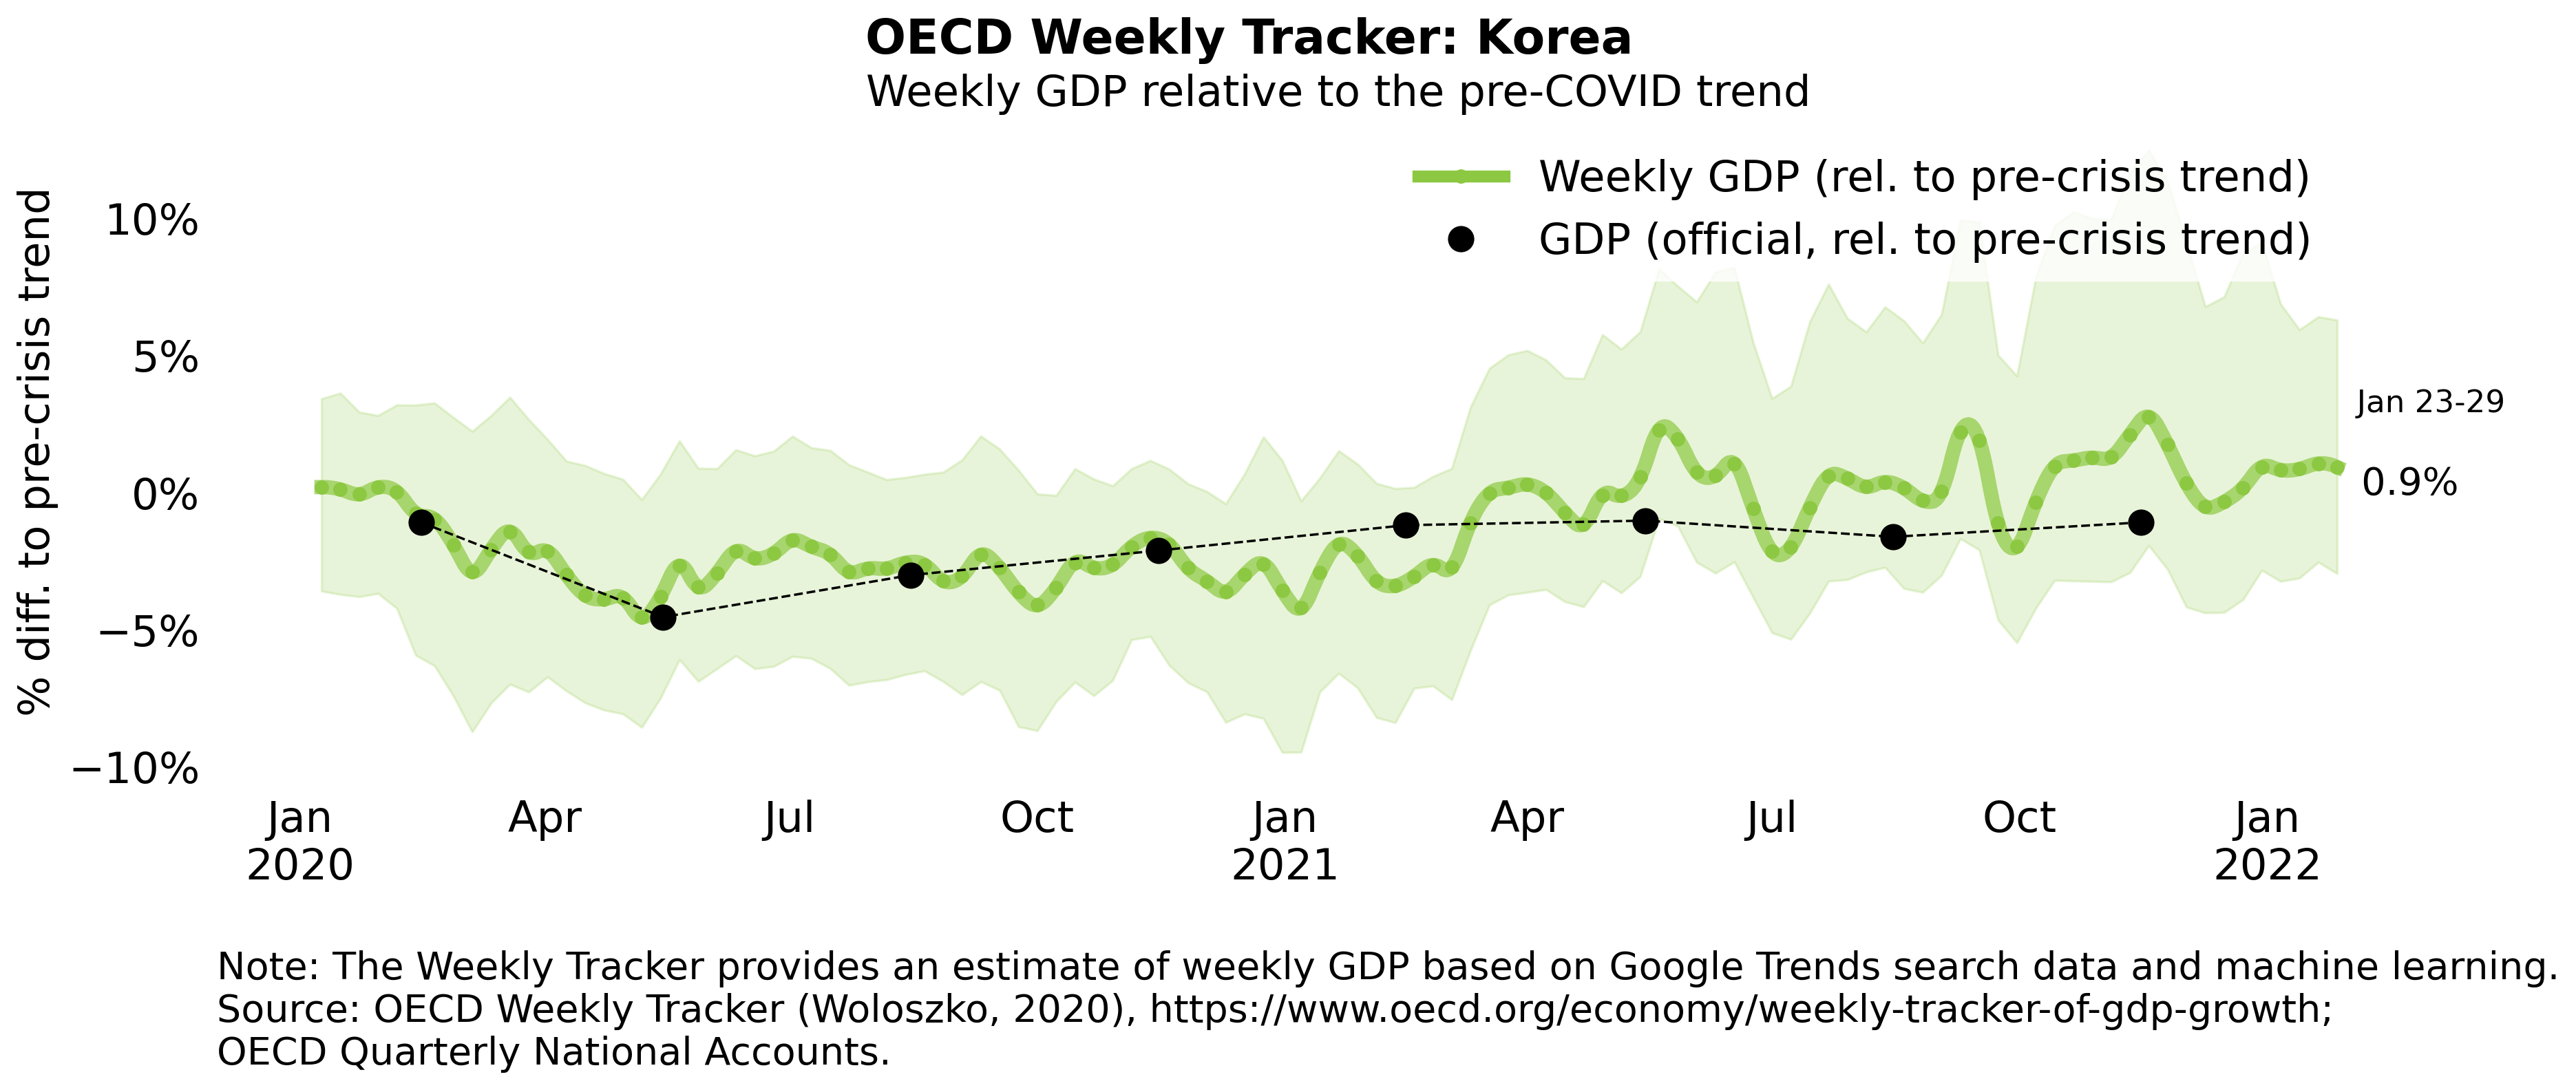 OECD Weekly Tracker: Korea
Weekly GDP relative to the pre-COVID trend
Weekly GDP (rel. to pre-crisis trend)
GDP (official, rel. to pre-crisis trend)
% diff. to pre-crisis trend
10%
5%
0%
−5%
−10%
Jan 23-29
0.9%
Jan Apr Jul Oct Jan Apr Jul Oct Jan
2020 2021 2022
Note: The Weekly Tracker provides an estimate of weekly GDP based on Google Trends search data and machine learning.
Source: OECD Weekly Tracker (Woloszko, 2020), https://www.oecd.org/economy/weekly-tracker-of-gdp-growth;
OECD Quarterly National Accounts.